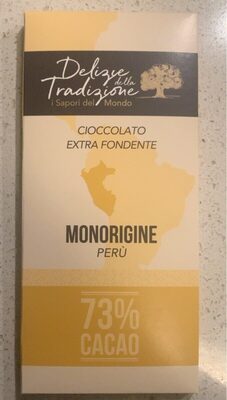 Delizie della
Tradizione
i Sapori del Mondo
CIOCCOLATO
EXTRA FONDENTE
MONORIGINE
PERÙ
73%
CACAO